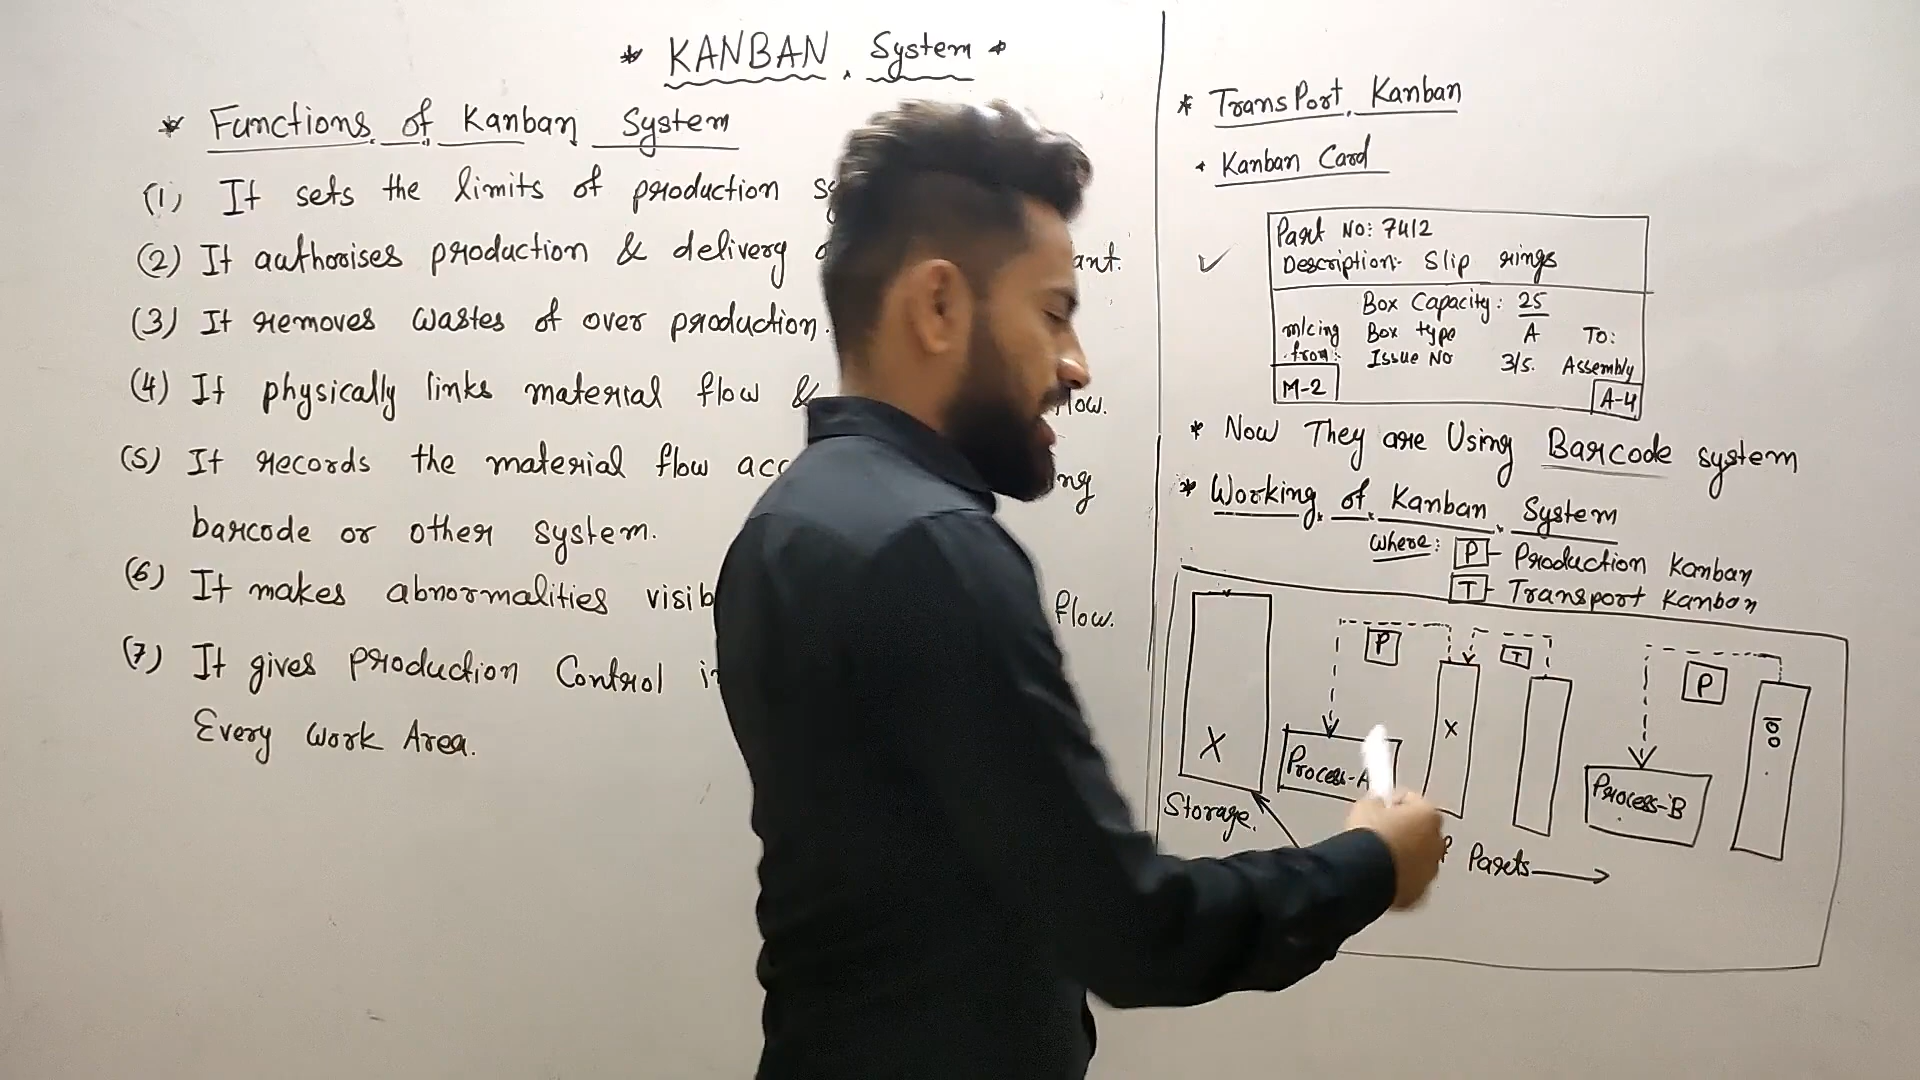 * KANBAN System *
* Functions of Kanban System
(1) It sets the limits of production
(2) It authorises production & delivery
(3) It removes wastes of over production.
(4) It physically links material flow &
(5) It records the material flow
barcode or other system.
(6) It makes abnormalities
flow.
(7) It gives production Control
Every Work Area.
* TransPort Kanban
* Kanban Card
Part No: 7412
Description:- Slip rings
Box Capacity: 25
m/cing from: M-2
Box type A
Issue No 3/5.
To: Assembly A-4
* Now They are Using Barcode system
* Working of Kanban System
Where: P - Production Kanban
T - Transport Kanban
P
T
P
X
X
Process-A
Process-B
Storage.
Parts